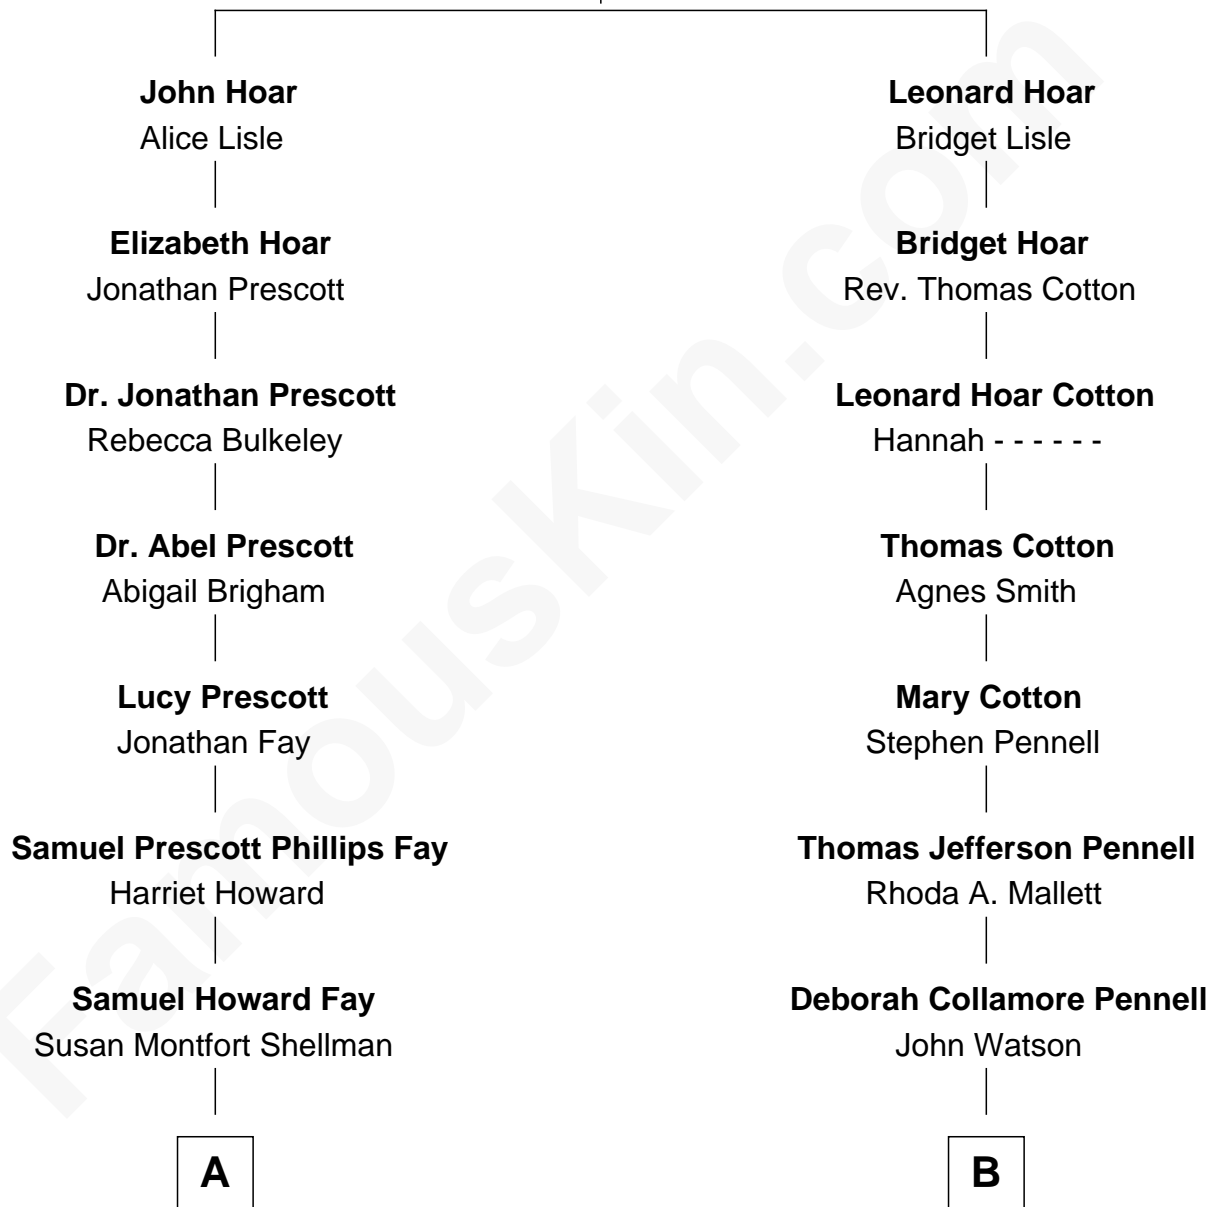 John Hoar
Alice Lisle
Elizabeth Hoar
Jonathan Prescott
Dr. Jonathan Prescott
Rebecca Bulkeley
Dr. Abel Prescott
Abigail Brigham
Lucy Prescott
Jonathan Fay
Samuel Prescott Phillips Fay
Harriet Howard
Samuel Howard Fay
Susan Montfort Shellman
A
Leonard Hoar
Bridget Lisle
Bridget Hoar
Rev. Thomas Cotton
Leonard Hoar Cotton
Hannah - - - - - -
Thomas Cotton
Agnes Smith
Mary Cotton
Stephen Pennell
Thomas Jefferson Pennell
Rhoda A. Mallett
Deborah Collamore Pennell
John Watson
B
FamousKin.com